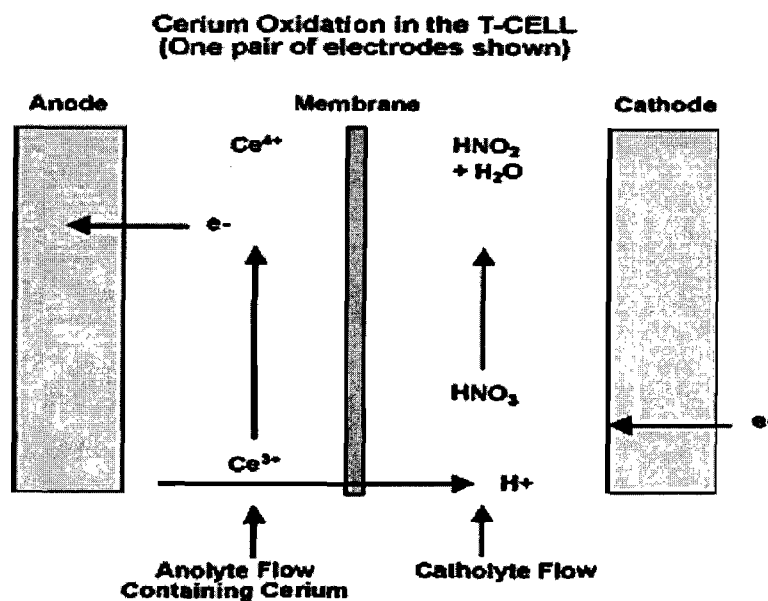 Cerium Oxidation in the T-CELL
(One pair of electrodes shown)
Anode
Membrane
Cathode
Ce⁴⁺
HNO₂
+ H₂O
e-
HNO₃
e
Ce³⁺
H+
Anolyte Flow
Containing Cerium
Catholyte Flow